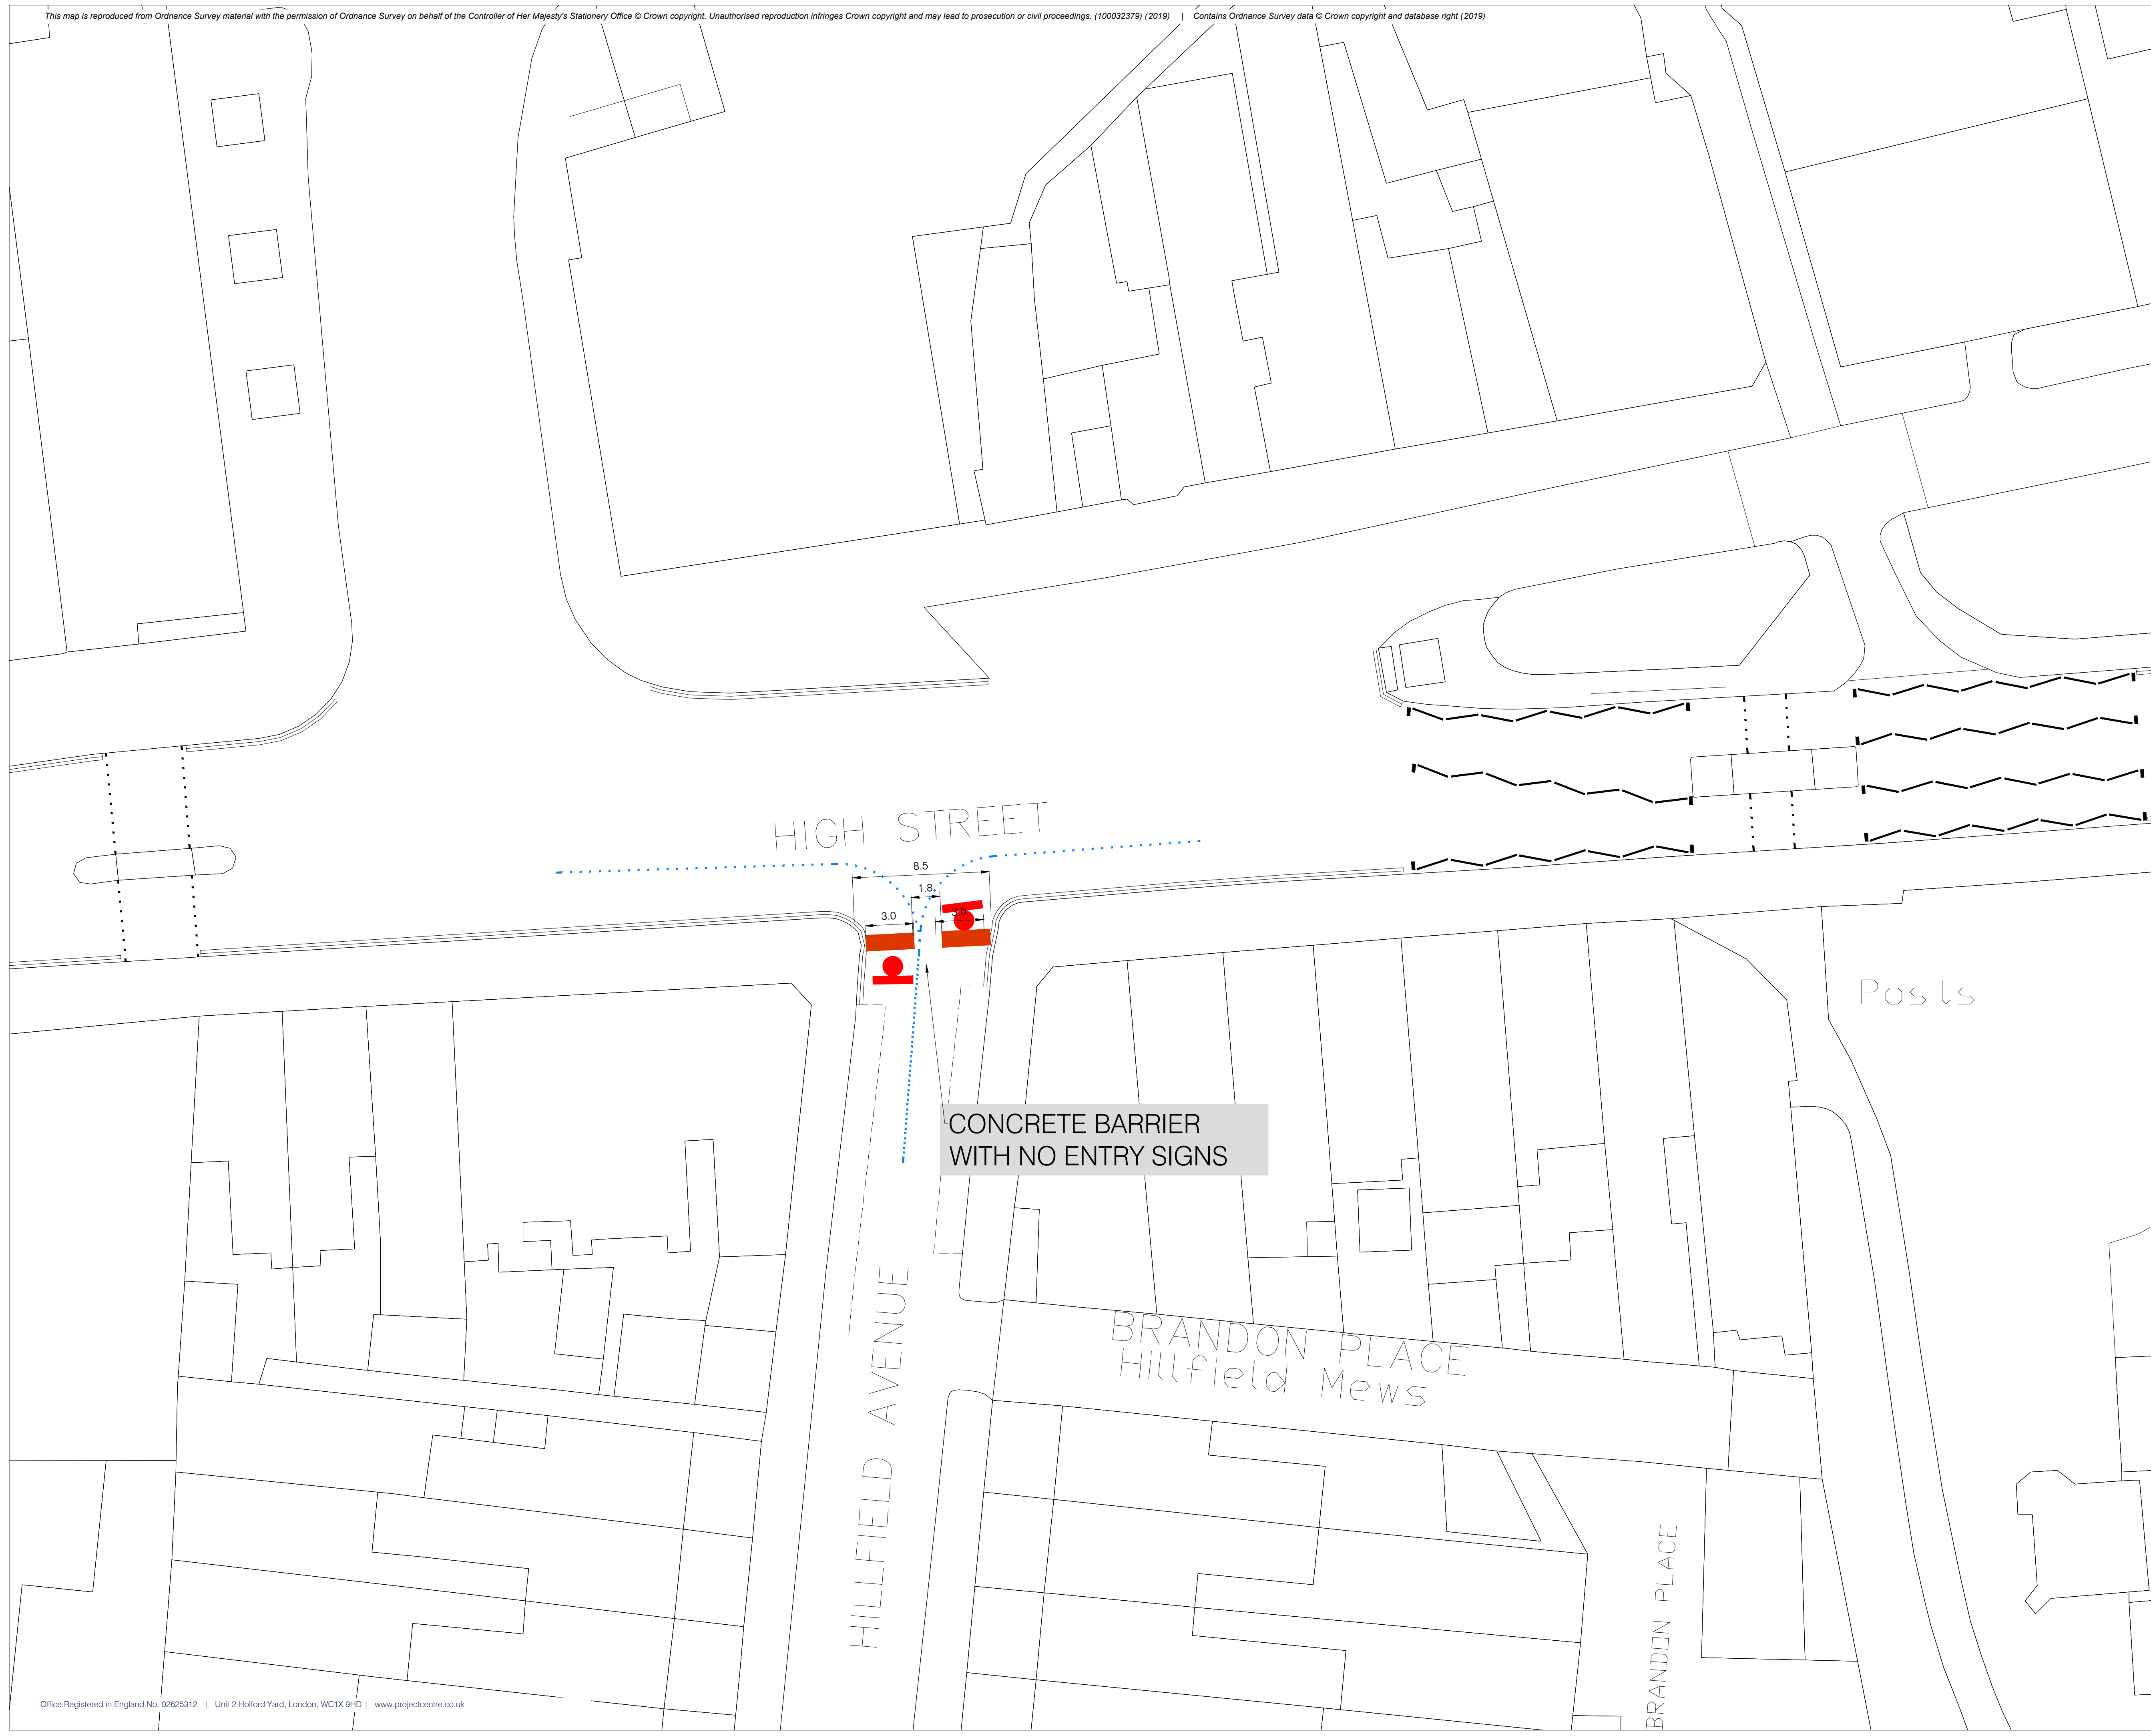 This map is reproduced from Ordnance Survey material with the permission of Ordnance Survey on behalf of the Controller of Her Majesty's Stationery Office © Crown copyright. Unauthorised reproduction infringes Crown copyright and may lead to prosecution or civil proceedings. (100032379) (2019) | Contains Ordnance Survey data © Crown copyright and database right (2019)
HIGH STREET
8.5
1.8
3.0
3.0
Posts
CONCRETE BARRIER
WITH NO ENTRY SIGNS
HILLFIELD AVENUE
BRANDON PLACE
Hillfield Mews
BRANDON PLACE
Office Registered in England No. 02625312 | Unit 2 Holford Yard, London, WC1X 9HD | www.projectcentre.co.uk